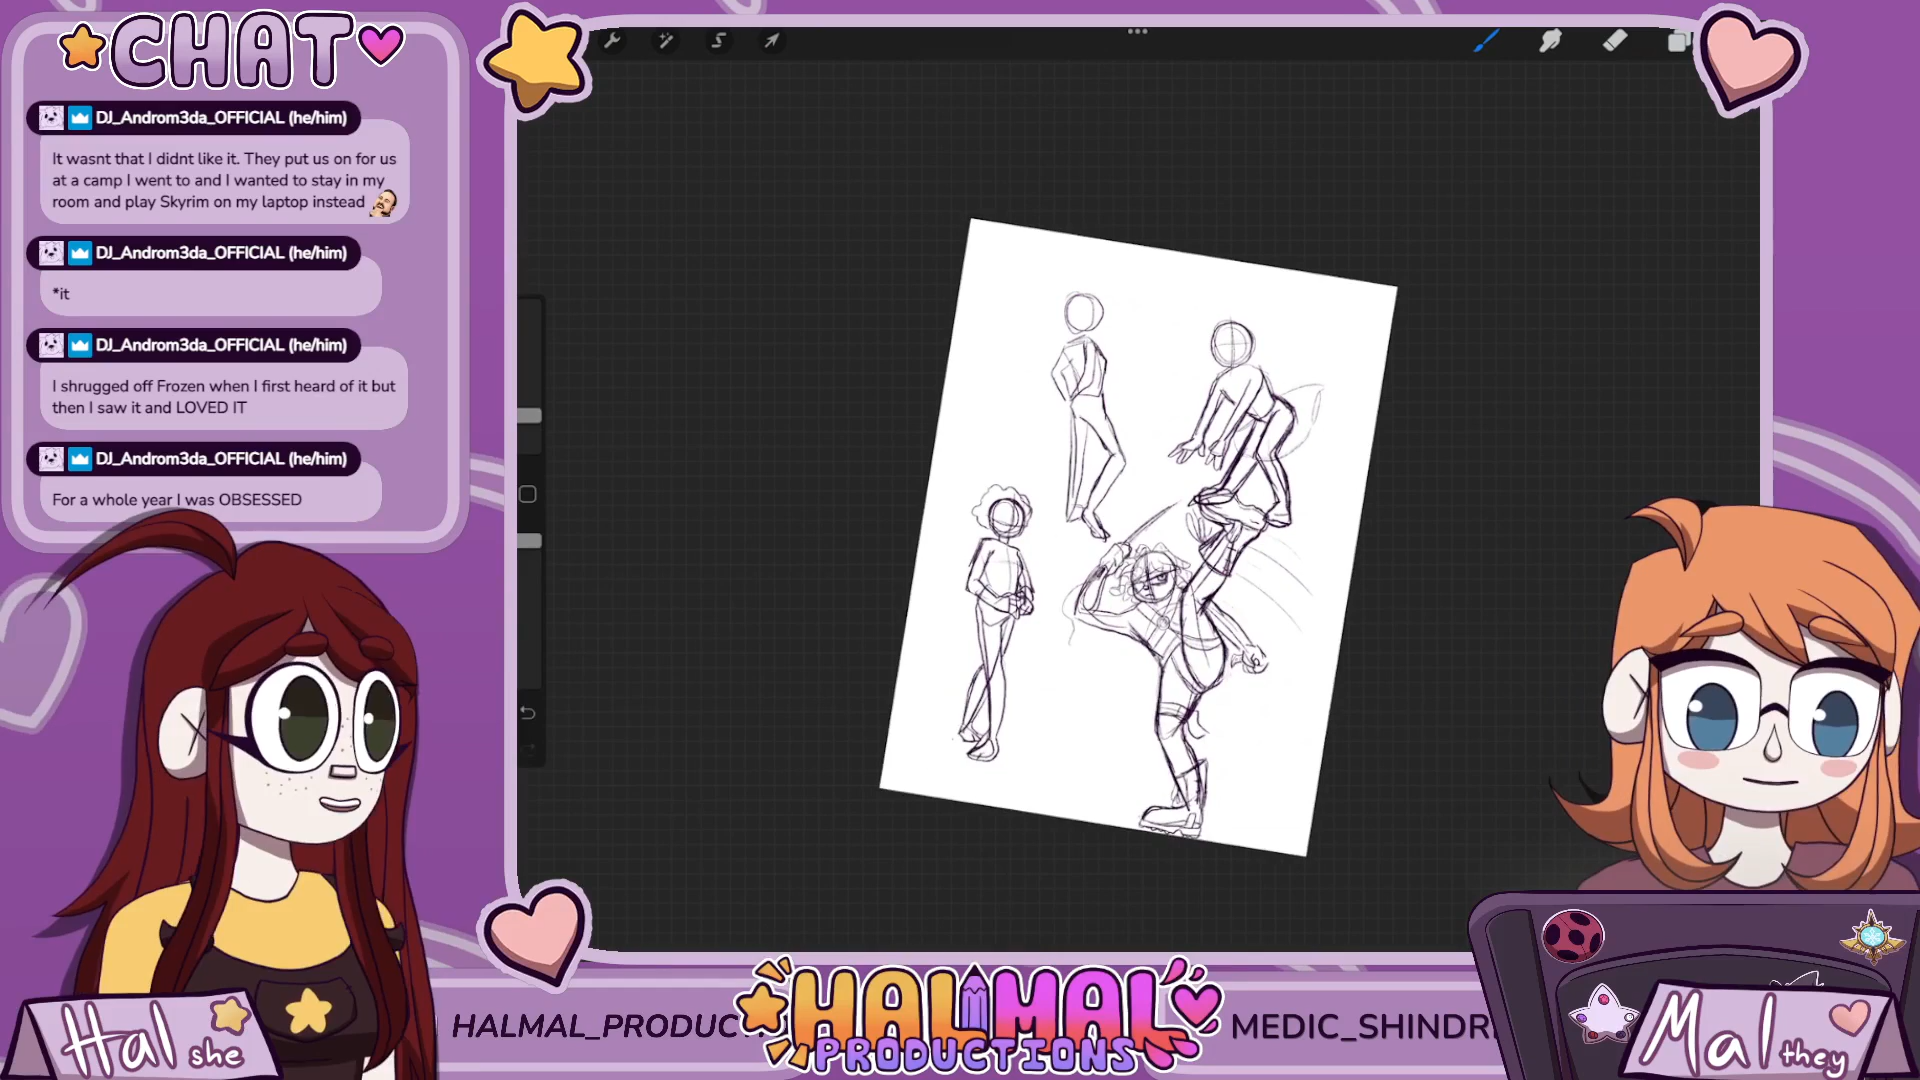 CHAT
DJ_Androm3da_OFFICIAL (he/him)
It wasnt that I didnt like it. They put us on for us
at a camp I went to and I wanted to stay in my
room and play Skyrim on my laptop instead
DJ_Androm3da_OFFICIAL (he/him)
*it
DJ_Androm3da_OFFICIAL (he/him)
I shrugged off Frozen when I first heard of it but
then I saw it and LOVED IT
DJ_Androm3da_OFFICIAL (he/him)
For a whole year I was OBSESSED
Hal she
HALMAL_PRODUC
HALMAL
PRODUCTIONS
MEDIC_SHINDR
Mal they